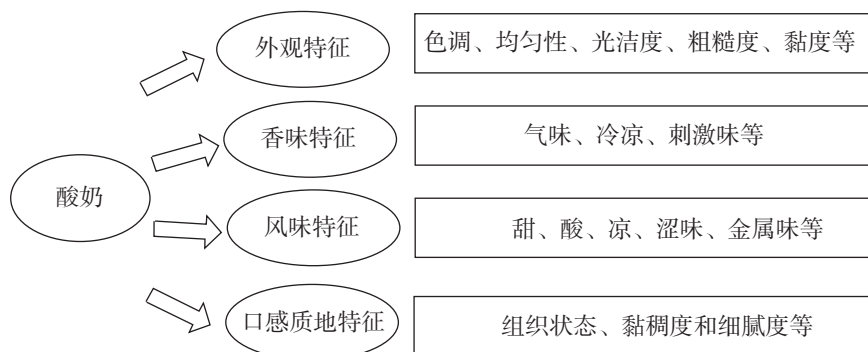 外观特征
色调、均匀性、光洁度、粗糙度、黏度等
香味特征
气味、冷凉、刺激味等
酸奶
风味特征
甜、酸、凉、涩味、金属味等
口感质地特征
组织状态、黏稠度和细腻度等